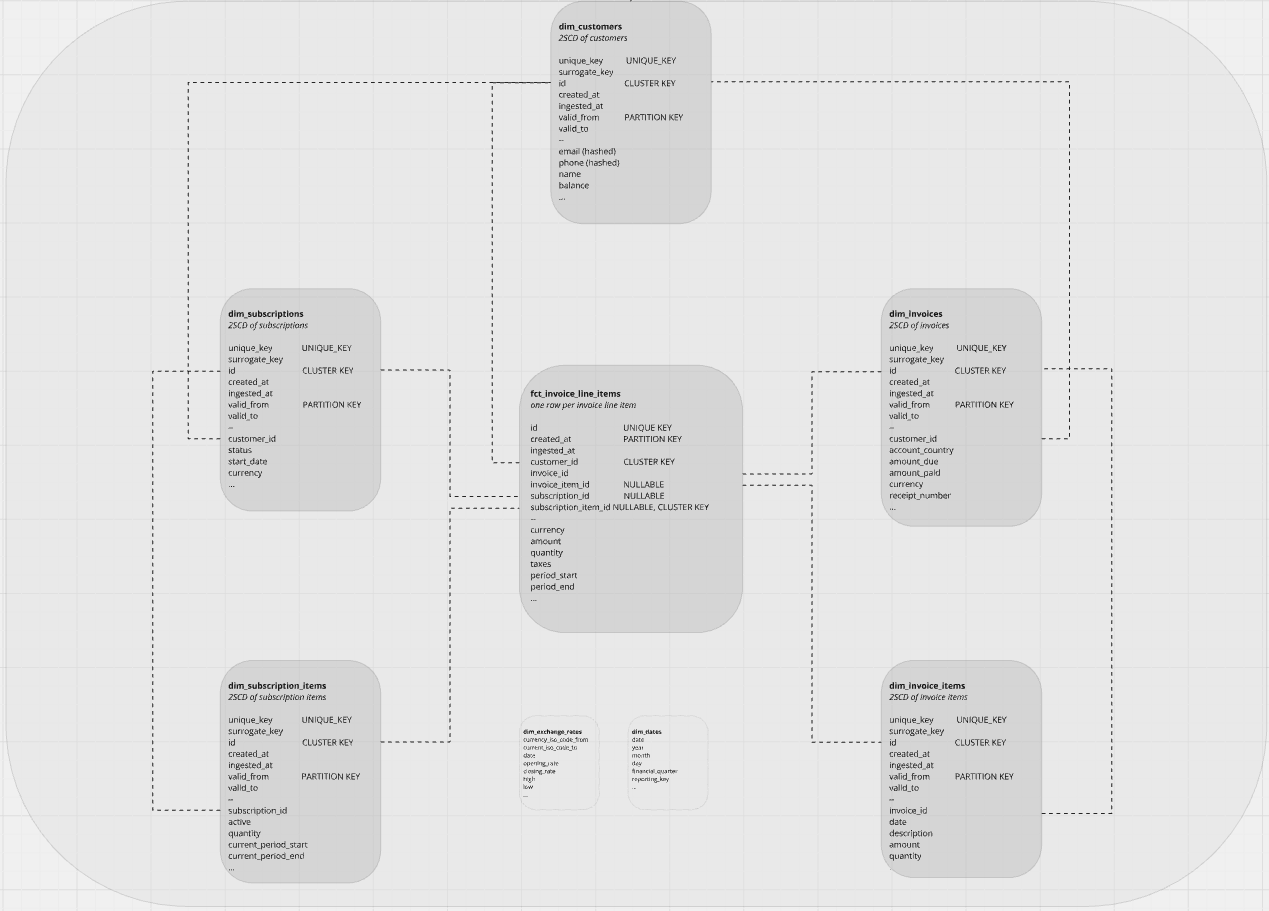 dim_customers
2SCD of customers
unique_key UNIQUE_KEY
surrogate_key
id CLUSTER KEY
created_at
ingested_at
valid_from PARTITION KEY
valid_to
--
email (hashed)
phone (hashed)
name
balance
...
dim_subscriptions
2SCD of subscriptions
unique_key UNIQUE_KEY
surrogate_key
id CLUSTER KEY
created_at
ingested_at
valid_from PARTITION KEY
valid_to
--
customer_id
status
start_date
currency
...
fct_invoice_line_items
one row per invoice line item
id UNIQUE KEY
created_at PARTITION KEY
ingested_at
customer_id CLUSTER KEY
invoice_id
invoice_item_id NULLABLE
subscription_id NULLABLE
subscription_item_id NULLABLE, CLUSTER KEY
--
currency
amount
quantity
taxes
period_start
period_end
...
dim_invoices
2SCD of invoices
unique_key UNIQUE_KEY
surrogate_key
id CLUSTER KEY
created_at
ingested_at
valid_from PARTITION KEY
valid_to
--
customer_id
account_country
amount_due
amount_paid
currency
receipt_number
...
dim_subscription_items
2SCD of subscription items
unique_key UNIQUE_KEY
surrogate_key
id CLUSTER KEY
created_at
ingested_at
valid_from PARTITION KEY
valid_to
--
subscription_id
active
quantity
current_period_start
current_period_end
...
dim_exchange_rates
currency_iso_code_from
current_iso_code_to
date
opening_rate
closing_rate
high
low
...
dim_dates
date
year
month
day
financial_quarter
reporting_key
...
dim_invoice_items
2SCD of invoice items
unique_key UNIQUE_KEY
surrogate_key
id CLUSTER KEY
created_at
ingested_at
valid_from PARTITION KEY
valid_to
--
invoice_id
date
description
amount
quantity